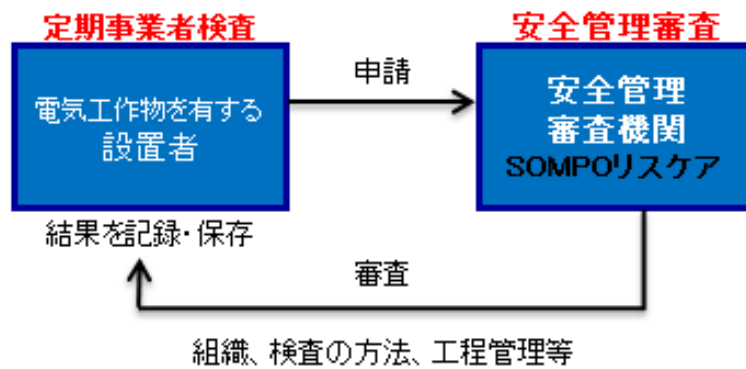 定期事業者検査
安全管理審査
電気工作物を有する
設置者
申請
安全管理
審査機関
SOMPOリスケア
結果を記録・保存
審査
組織、検査の方法、工程管理等